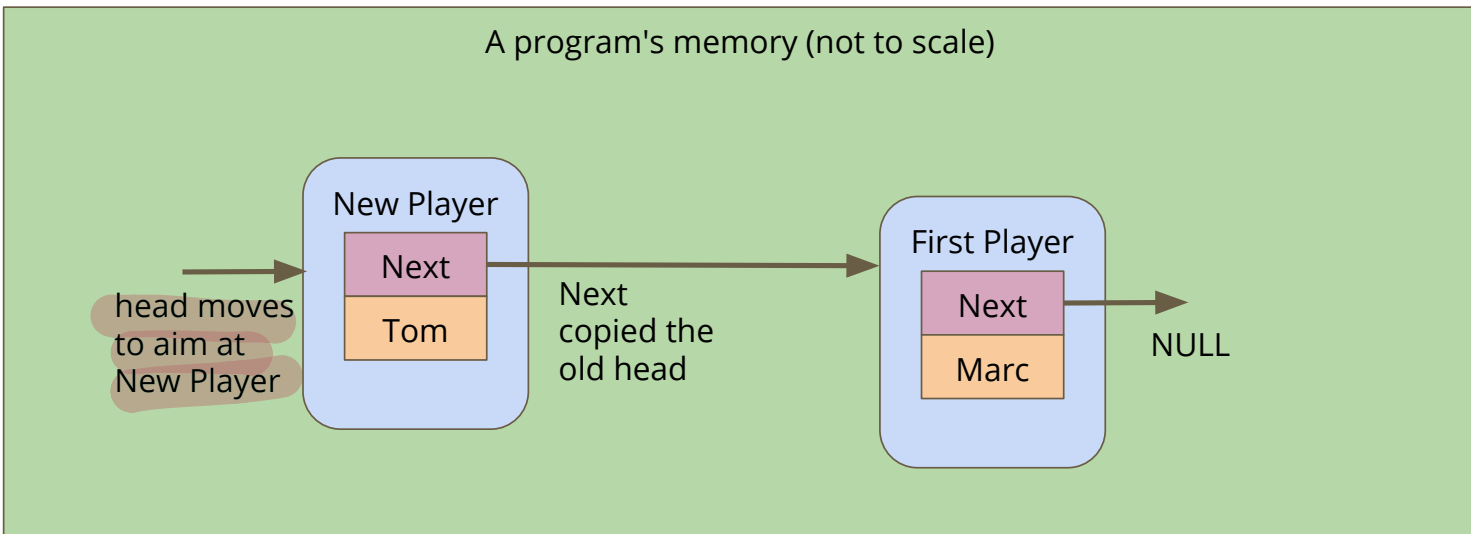 A program's memory (not to scale)
New Player
Next
Tom
head moves
to aim at
New Player
Next
copied the
old head
First Player
Next
Marc
NULL